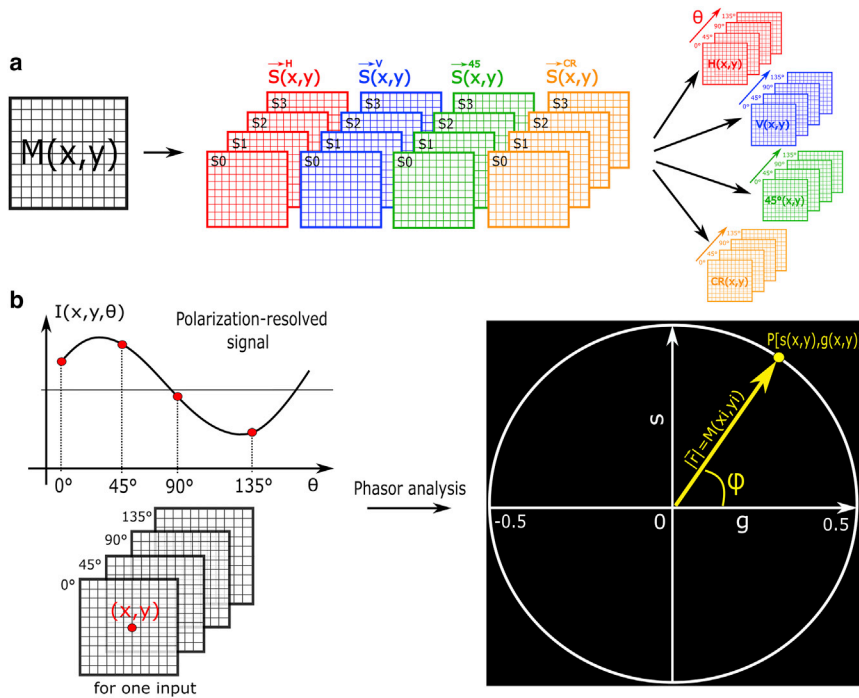 a
M(x,y)
H V 45 CR
S(x,y) S(x,y) S(x,y) S(x,y)
S3 S3 S3 S3
S2 S2 S2 S2
S1 S1 S1 S1
S0 S0 S0 S0
θ
135°
90°
45°
0°
H(x,y)
135°
90°
45°
0°
V(x,y)
135°
90°
45°
0°
45°(x,y)
135°
90°
45°
0°
CR(x,y)
b
I(x,y,θ)
Polarization-resolved
signal
0° 45° 90° 135° θ
135°
90°
45°
0°
(x,y)
for one input
Phasor analysis
P[s(x,y),g(x,y)
s
|r|=M(xi,yi)
φ
-0.5 0 g 0.5